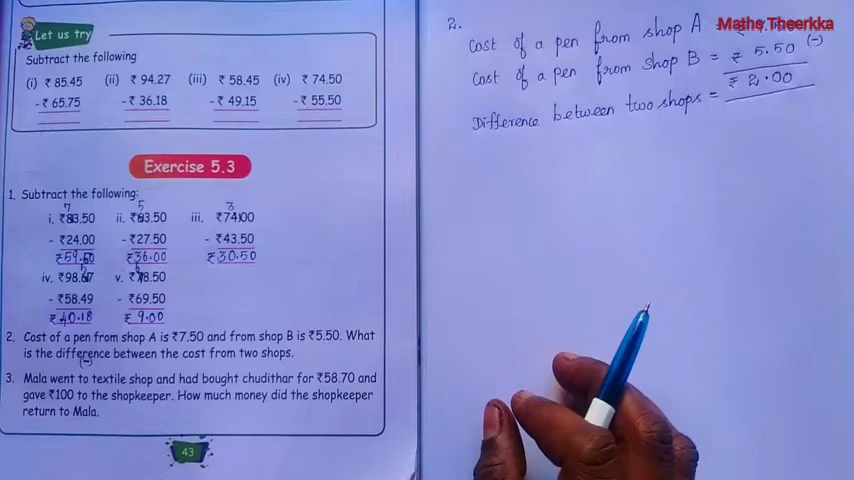 Let us try
Subtract the following
(i) ₹ 85.45 (ii) ₹ 94.27 (iii) ₹ 58.45 (iv) ₹ 74.50
- ₹ 65.75 - ₹ 36.18 - ₹ 49.15 - ₹ 55.50
Exercise 5.3
1. Subtract the following:
7 5 3
i. ₹83.50 ii. ₹63.50 iii. ₹74.00
- ₹24.00 -₹27.50 - ₹43.50
₹59.50 ₹36.00 ₹30.50
iv. ₹98.67 v. ₹78.50
- ₹58.49 - ₹69.50
₹40.18 ₹9.00
2. Cost of a pen from shop A is ₹7.50 and from shop B is ₹5.50. What
is the difference between the cost from two shops.
(-)
3. Mala went to textile shop and had bought chudithar for ₹58.70 and
gave ₹100 to the shopkeeper. How much money did the shopkeeper
return to Mala.
43
Maths Theerkka
2.
Cost of a pen from shop A =
Cost of a pen from shop B = ₹ 5.50 (-)
Difference between two shops = ₹ 2.00